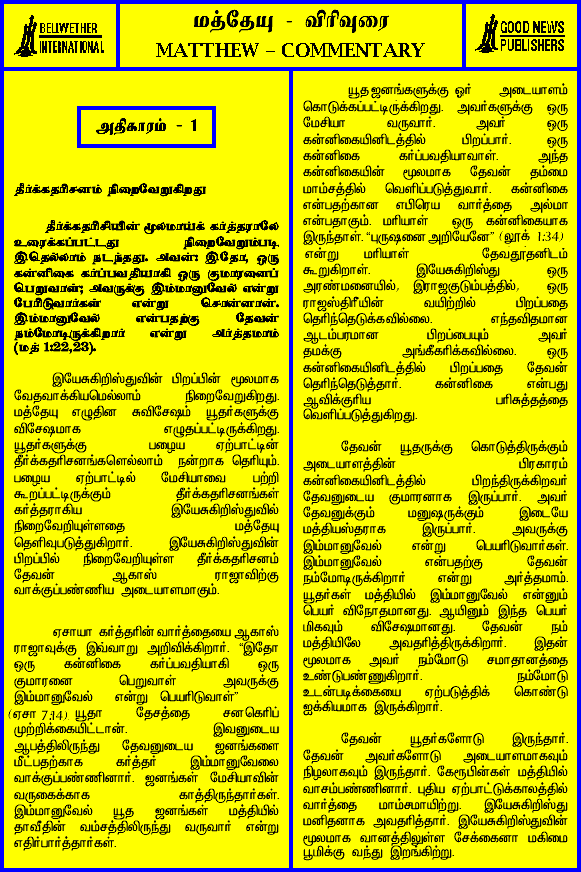 BELLWETHER
INTERNATIONAL
மத்தேயு - விரிவுரை
MATTHEW – COMMENTARY
GOOD NEWS
PUBLISHERS
அதிகாரம் - 1
தீர்க்கதரிசனம் நிறைவேறுகிறது
தீர்க்கதரிசியின் மூலமாய்க் கர்த்தராலே
உரைக்கப்பட்டது நிறைவேறும்படி
இதெல்லாம் நடந்தது. அவன்: இதோ, ஒரு
கன்னிகை கர்ப்பவதியாகி ஒரு குமாரனைப்
பெறுவாள்; அவருக்கு இம்மானுவேல் என்று
பேரிடுவார்கள் என்று சொன்னான்.
இம்மானுவேல் என்பதற்கு தேவன்
நம்மோடிருக்கிறார் என்று அர்த்தமாம்
(மத் 1:22,23).
இயேசுகிறிஸ்துவின் பிறப்பின் மூலமாக
வேதவாக்கியமெல்லாம் நிறைவேறுகிறது.
மத்தேயு எழுதின சுவிசேஷம் யூதர்களுக்கு
விசேஷமாக எழுதப்பட்டிருக்கிறது.
யூதர்களுக்கு பழைய ஏற்பாட்டின்
தீர்க்கதரிசனங்களெல்லாம் நன்றாக தெரியும்.
பழைய ஏற்பாட்டில் மேசியாவை பற்றி
கூறப்பட்டிருக்கும் தீர்க்கதரிசனங்கள்
கர்த்தராகிய இயேசுகிறிஸ்துவில்
நிறைவேறியுள்ளதை மத்தேயு
தெளிவுபடுத்துகிறார். இயேசுகிறிஸ்துவின்
பிறப்பில் நிறைவேறியுள்ள தீர்க்கதரிசனம்
தேவன் ஆகாஸ் ராஜாவிற்கு
வாக்குப்பண்ணிய அடையாளமாகும்.
ஏசாயா கர்த்தரின் வார்த்தையை ஆகாஸ்
ராஜாவுக்கு இவ்வாறு அறிவிக்கிறார். “இதோ
ஒரு கன்னிகை கர்ப்பவதியாகி ஒரு
குமாரனை பெறுவாள் அவருக்கு
இம்மானுவேல் என்று பெயரிடுவாள்”
(ஏசா 7:14) யூதா தேசத்தை சனகெரிப்
முற்றிக்கையிட்டான். இவனுடைய
ஆபத்திலிருந்து தேவனுடைய ஜனங்களை
மீட்பதற்காக கர்த்தர் இம்மானுவேலை
வாக்குப்பண்ணினார். ஜனங்கள் மேசியாவின்
வருகைக்காக காத்திருந்தார்கள்.
இம்மானுவேல் யூத ஜனங்கள் மத்தியில்
தாவீதின் வம்சத்திலிருந்து வருவார் என்று
எதிர்பார்த்தார்கள்.
யூத ஜனங்களுக்கு ஓர் அடையாளம்
கொடுக்கப்பட்டிருக்கிறது. அவர்களுக்கு ஒரு
மேசியா வருவார். அவர் ஒரு
கன்னிகையினிடத்தில் பிறப்பார். ஒரு
கன்னிகை கர்ப்பவதியாவாள். அந்த
கன்னிகையின் மூலமாக தேவன் தம்மை
மாம்சத்தில் வெளிப்படுத்துவார். கன்னிகை
என்பதற்கான எபிரெய வார்த்தை அல்மா
என்பதாகும். மரியாள் ஒரு கன்னிகையாக
இருந்தாள். “புருஷனை அறியேனே” (லூக் 1:34)
என்று மரியாள் தேவதூதனிடம்
கூறுகிறாள். இயேசுகிறிஸ்து ஒரு
அரண்மனையில், இராஜகுடும்பத்தில், ஒரு
ராஜஸ்திரீயின் வயிற்றில் பிறப்பதை
தெரிந்தெடுக்கவில்லை. எந்தவிதமான
ஆடம்பரமான பிறப்பையும் அவர்
தமக்கு அங்கீகரிக்கவில்லை. ஒரு
கன்னிகையினிடத்தில் பிறப்பதை தேவன்
தெரிந்தெடுத்தார். கன்னிகை என்பது
ஆவிக்குரிய பரிசுத்தத்தை
வெளிப்படுத்துகிறது.
தேவன் யூதருக்கு கொடுத்திருக்கும்
அடையாளத்தின் பிரகாரம்
கன்னிகையினிடத்தில் பிறந்திருக்கிறவர்
தேவனுடைய குமாரனாக இருப்பார். அவர்
தேவனுக்கும் மனுஷருக்கும் இடையே
மத்தியஸ்தராக இருப்பார். அவருக்கு
இம்மானுவேல் என்று பெயரிடுவார்கள்.
இம்மானுவேல் என்பதற்கு தேவன்
நம்மோடிருக்கிறார் என்று அர்த்தமாம்.
யூதர்கள் மத்தியில் இம்மானுவேல் என்னும்
பெயர் விநோதமானது. ஆயினும் இந்த பெயர்
மிகவும் விசேஷமானது. தேவன் நம்
மத்தியிலே அவதரித்திருக்கிறார். இதன்
மூலமாக அவர் நம்மோடு சமாதானத்தை
உண்டுபண்ணுகிறார். நம்மோடு
உடன்படிக்கையை ஏற்படுத்திக் கொண்டு
ஐக்கியமாக இருக்கிறார்.
தேவன் யூதர்களோடு இருந்தார்.
தேவன் அவர்களோடு அடையாளமாகவும்
நிழலாகவும் இருந்தார். கேரூபீன்கள் மத்தியில்
வாசம்பண்ணினார். புதிய ஏற்பாட்டுக்காலத்தில்
வார்த்தை மாம்சமாயிற்று. இயேசுகிறிஸ்து
மனிதனாக அவதரித்தார். இயேசுகிறிஸ்துவின்
மூலமாக வானத்திலுள்ள சேக்கைனா மகிமை
பூமிக்கு வந்து இறங்கிற்று.